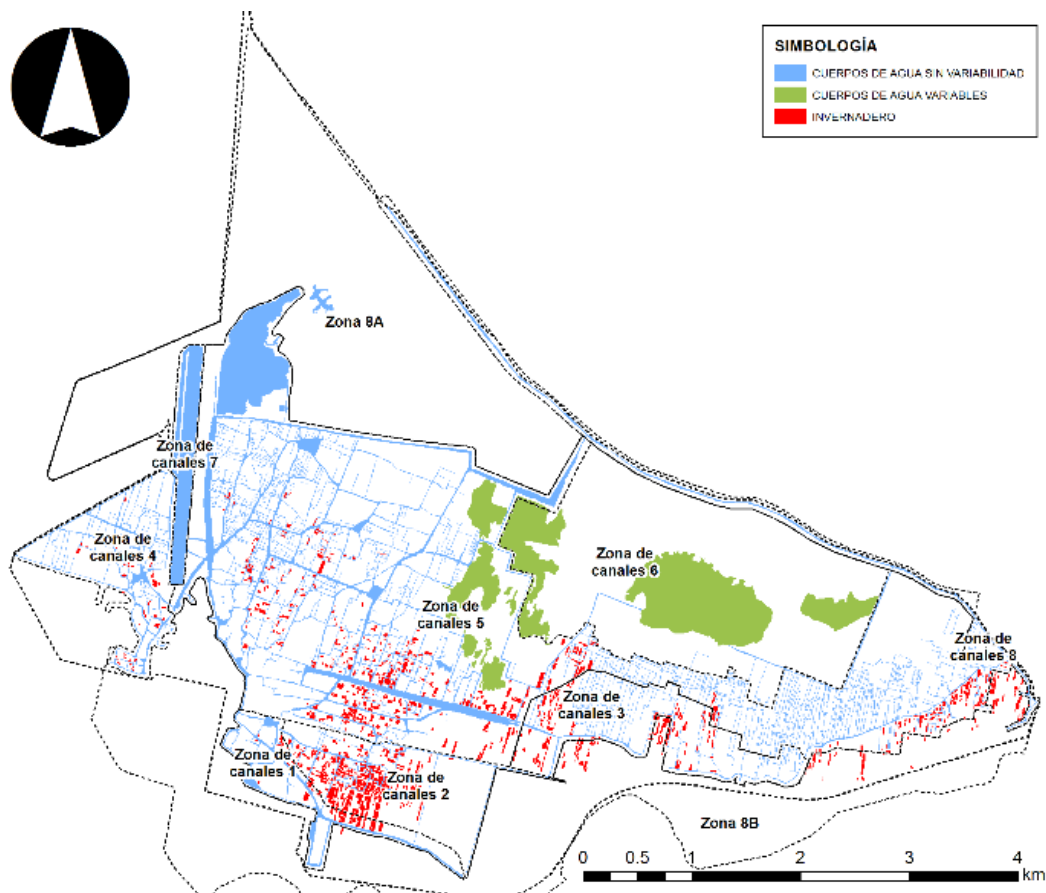 SIMBOLOGÍA
CUERPOS DE AGUA SIN VARIABILIDAD
CUERPOS DE AGUA VARIABLES
INVERNADERO
Zona 8A
Zona de
canales 7
Zona de
canales 4
Zona de
canales 6
Zona de
canales 5
Zona de
canales 8
Zona de
canales 3
Zona de
canales 1
Zona de
canales 2
Zona 8B
0 0.5 1 2 3 4
km